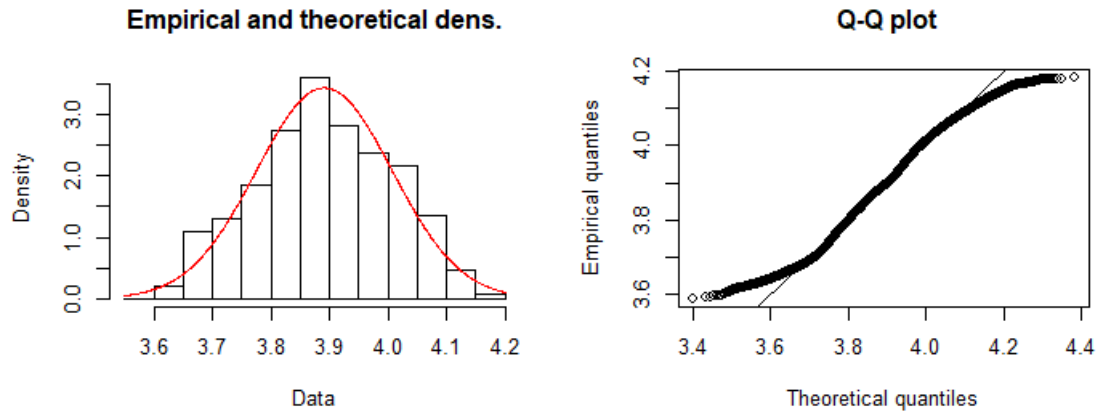 Empirical and theoretical dens.
Density
0.0 1.0 2.0 3.0
3.6 3.7 3.8 3.9 4.0 4.1 4.2
Data
Q-Q plot
Empirical quantiles
3.6 3.8 4.0 4.2
3.4 3.6 3.8 4.0 4.2 4.4
Theoretical quantiles